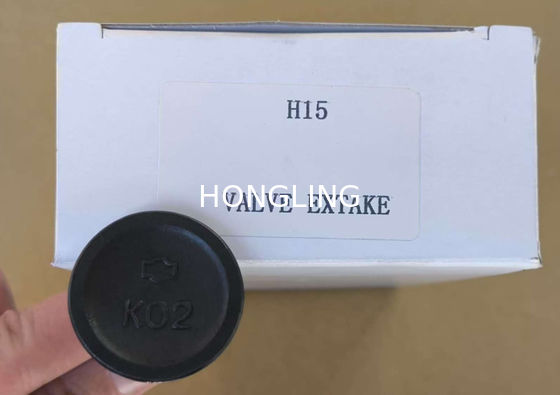 H15
HONGLING
VALVE EXTAKE
K02